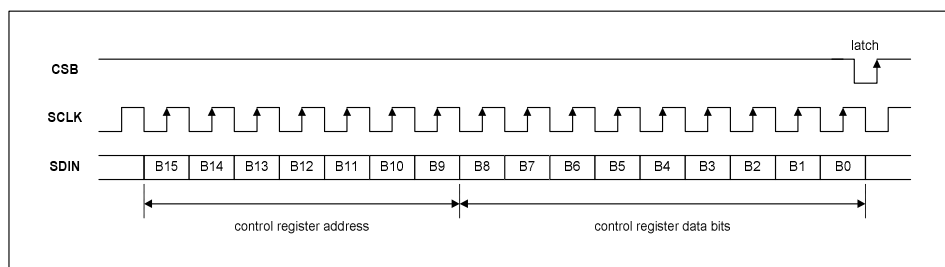 latch
CSB
SCLK
SDIN B15 B14 B13 B12 B11 B10 B9 B8 B7 B6 B5 B4 B3 B2 B1 B0
control register address control register data bits